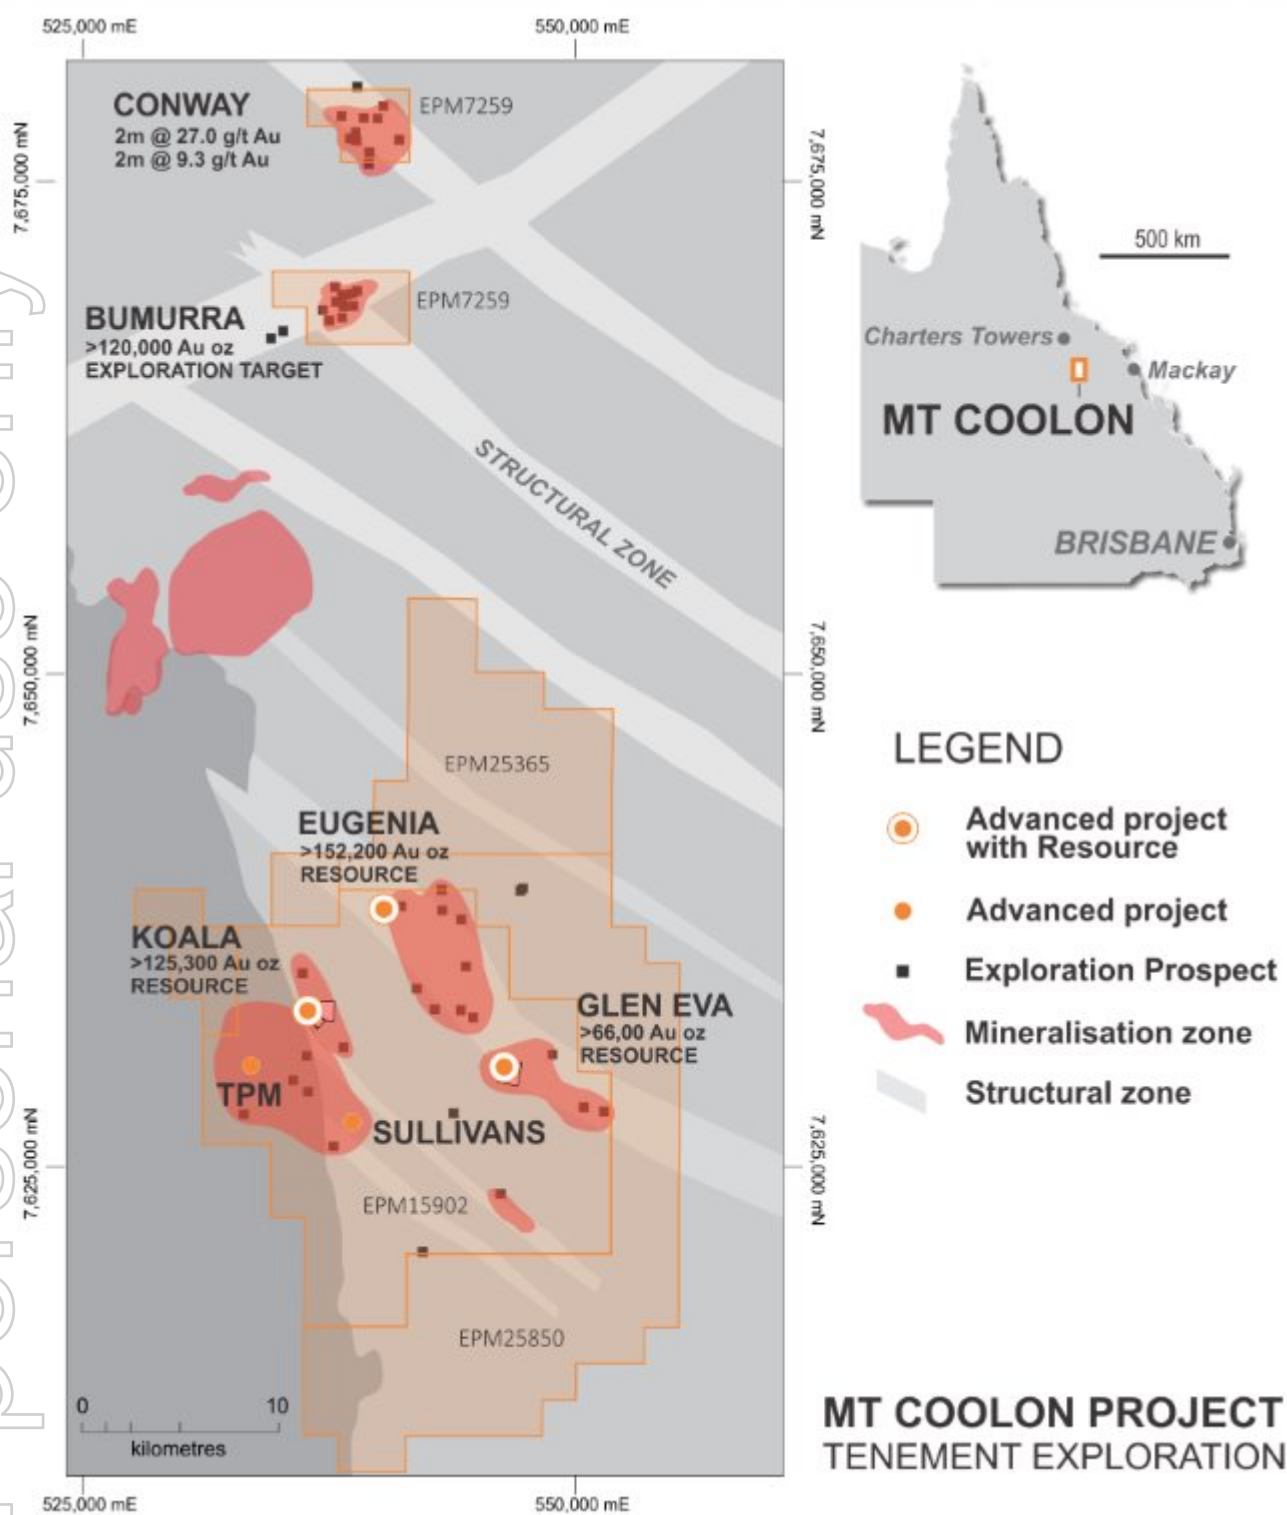 525,000 mE
550,000 mE
CONWAY
2m @ 27.0 g/t Au
2m @ 9.3 g/t Au
EPM7259
7,675,000 mN
7,675,000 mN
BUMURRA
>120,000 Au oz
EXPLORATION TARGET
EPM7259
STRUCTURAL ZONE
7,650,000 mN
7,650,000 mN
EPM25365
EUGENIA
>152,200 Au oz
RESOURCE
KOALA
>125,300 Au oz
RESOURCE
GLEN EVA
>66,00 Au oz
RESOURCE
TPM
SULLIVANS
7,625,000 mN
7,625,000 mN
EPM15902
EPM25850
0
10
kilometres
525,000 mE
550,000 mE
500 km
Charters Towers
Mackay
MT COOLON
BRISBANE
LEGEND
Advanced project
with Resource
Advanced project
Exploration Prospect
Mineralisation zone
Structural zone
MT COOLON PROJECT
TENEMENT EXPLORATION
personal use only